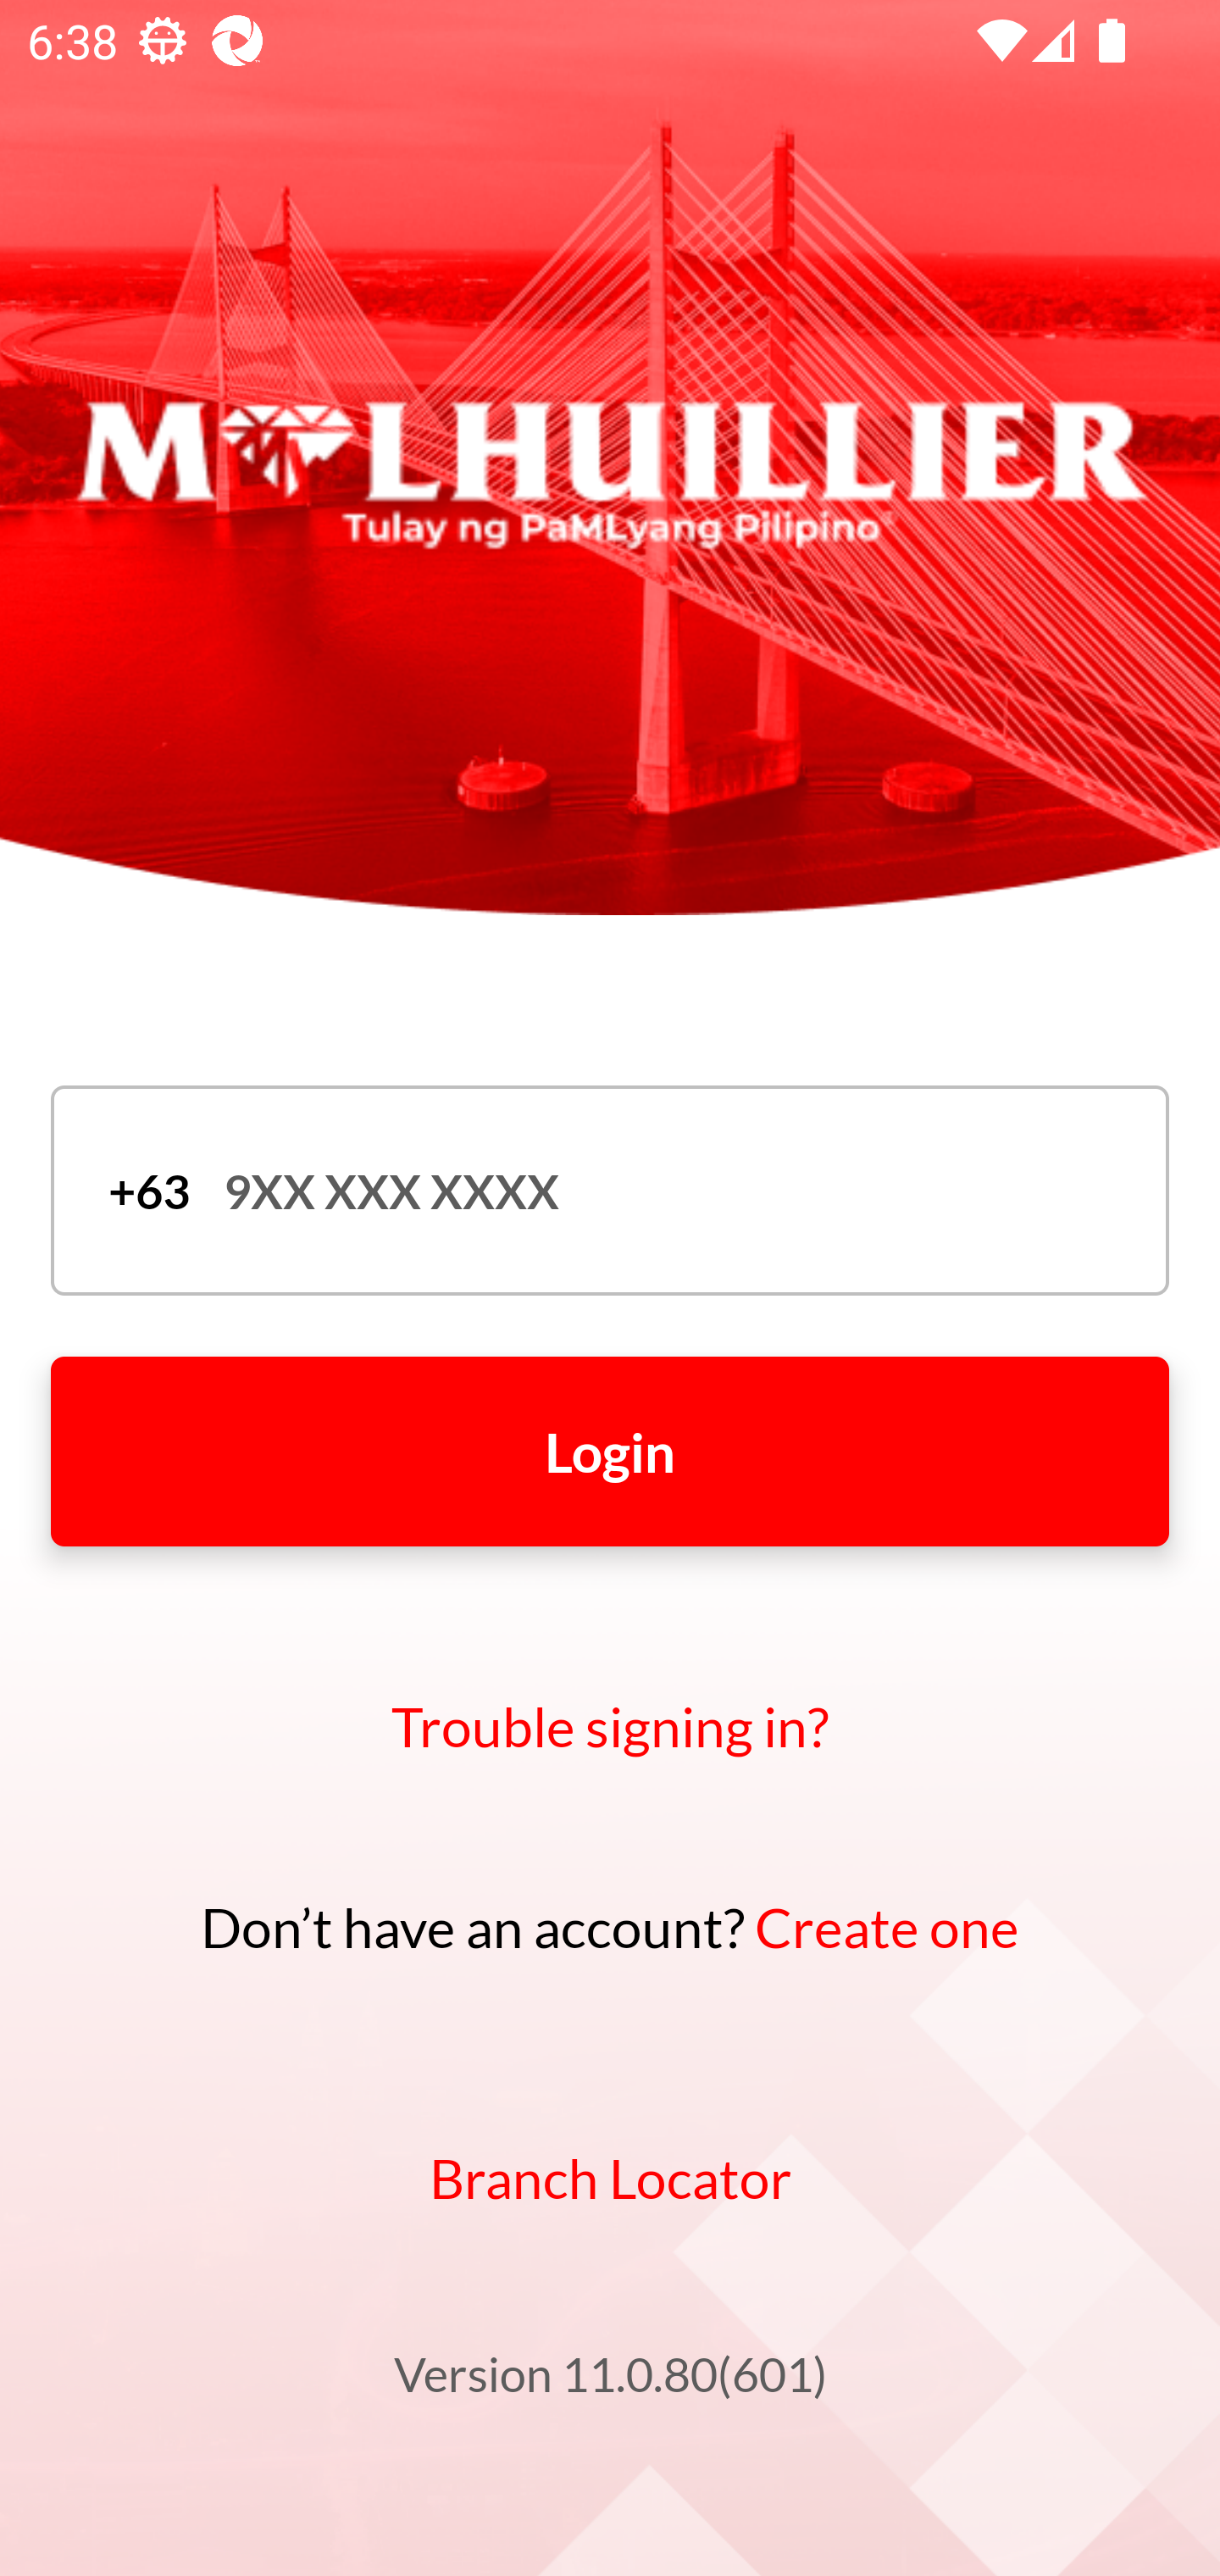 6:38
M LHUILLIER
Tulay ng PaMLyang Pilipino
+63 9XX XXX XXXX
Login
Trouble signing in?
Don’t have an account? Create one
Branch Locator
Version 11.0.80(601)